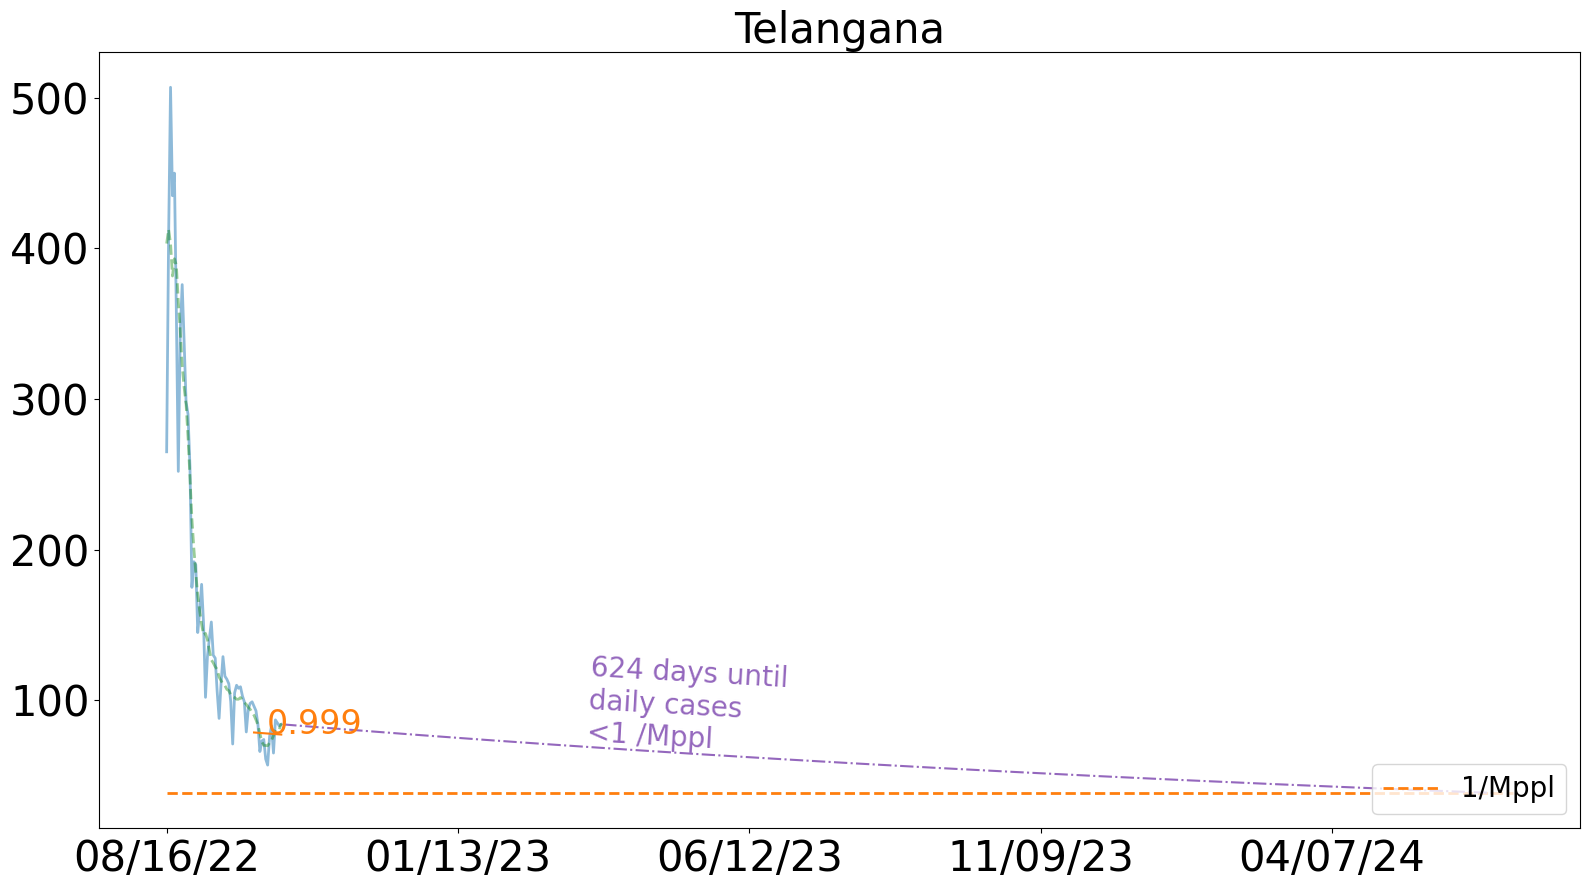 Telangana
500
400
300
200
100
0.999
624 days until
daily cases
<1 /Mppl
1/Mppl
08/16/22
01/13/23
06/12/23
11/09/23
04/07/24